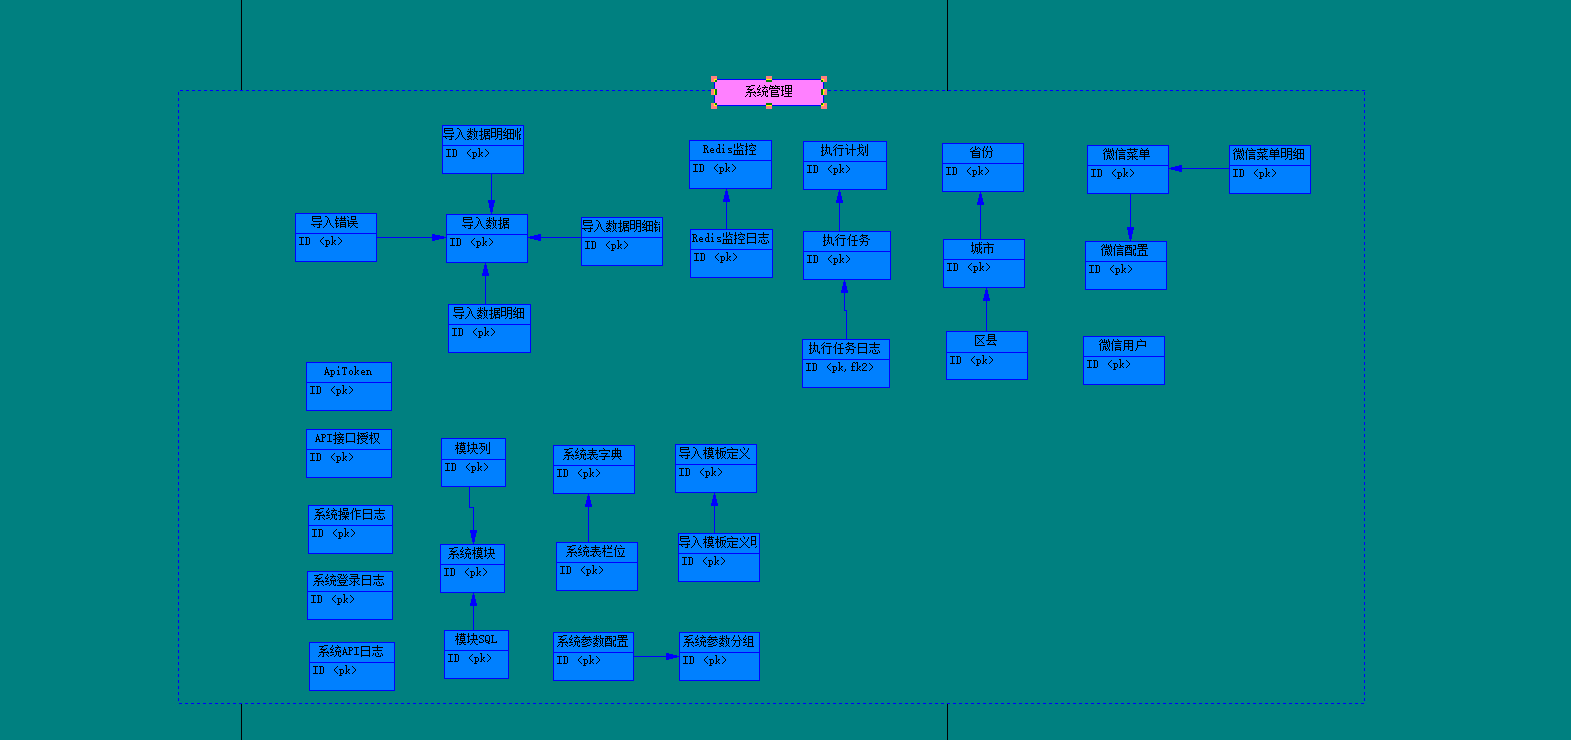 系统管理
导入数据明细临
ID <pk>
Redis监控
ID <pk>
执行计划
ID <pk>
省份
ID <pk>
微信菜单
ID <pk>
微信菜单明细
ID <pk>
导入错误
ID <pk>
导入数据
ID <pk>
导入数据明细
ID <pk>
Redis监控日志
ID <pk>
执行任务
ID <pk>
城市
ID <pk>
微信配置
ID <pk>
导入数据明细
ID <pk>
执行任务日志
ID <pk,fk2>
区县
ID <pk>
微信用户
ID <pk>
ApiToken
ID <pk>
API接口授权
ID <pk>
模块列
ID <pk>
系统表字典
ID <pk>
导入模板定义
ID <pk>
系统操作日志
ID <pk>
系统模块
ID <pk>
系统表栏位
ID <pk>
导入模板定义
ID <pk>
系统登录日志
ID <pk>
模块SQL
ID <pk>
系统参数配置
ID <pk>
系统参数分组
ID <pk>
系统API日志
ID <pk>